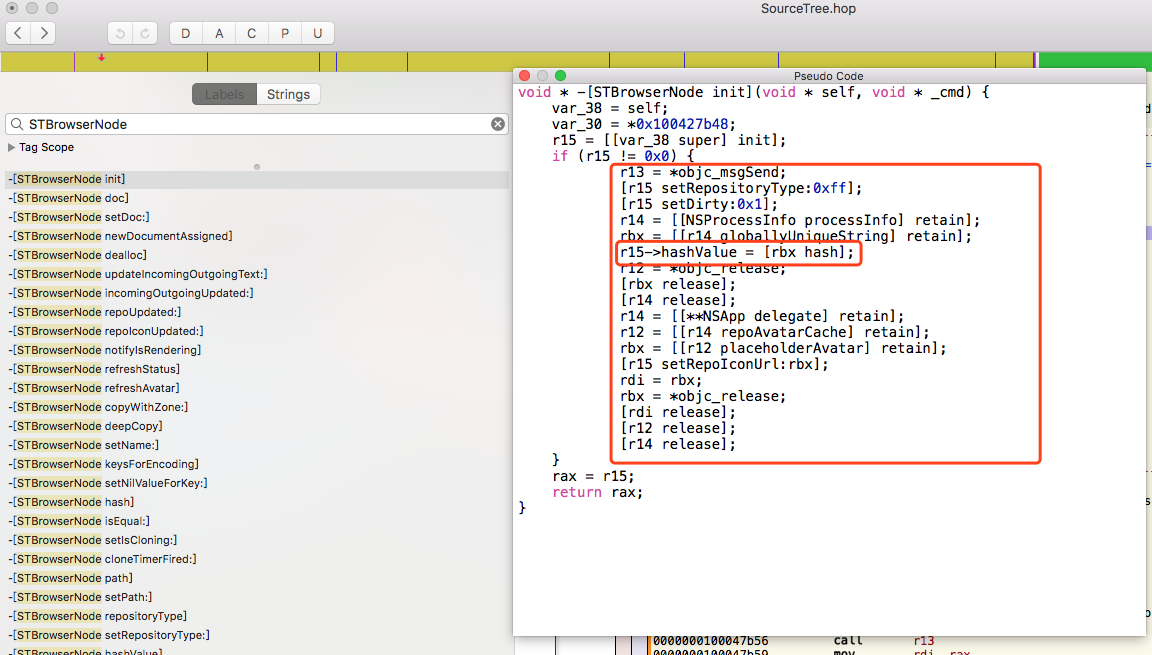 SourceTree.hop
D A C P U
Labels Strings
STBrowserNode
Tag Scope
-[STBrowserNode init]
-[STBrowserNode doc]
-[STBrowserNode setDoc:]
-[STBrowserNode newDocumentAssigned]
-[STBrowserNode dealloc]
-[STBrowserNode updateIncomingOutgoingText:]
-[STBrowserNode incomingOutgoingUpdated:]
-[STBrowserNode repoUpdated:]
-[STBrowserNode repoIconUpdated:]
-[STBrowserNode notifyIsRendering]
-[STBrowserNode refreshStatus]
-[STBrowserNode refreshAvatar]
-[STBrowserNode copyWithZone:]
-[STBrowserNode deepCopy]
-[STBrowserNode setName:]
-[STBrowserNode keysForEncoding]
-[STBrowserNode setNilValueForKey:]
-[STBrowserNode hash]
-[STBrowserNode isEqual:]
-[STBrowserNode setIsCloning:]
-[STBrowserNode cloneTimerFired:]
-[STBrowserNode path]
-[STBrowserNode setPath:]
-[STBrowserNode repositoryType]
-[STBrowserNode setRepositoryType:]
-[STBrowserNode hashValue]
Pseudo Code
void * -[STBrowserNode init](void * self, void * _cmd) {
var_38 = self;
var_30 = *0x100427b48;
r15 = [[var_38 super] init];
if (r15 != 0x0) {
r13 = *objc_msgSend;
[r15 setRepositoryType:0xff];
[r15 setDirty:0x1];
r14 = [[NSProcessInfo processInfo] retain];
rbx = [[r14 globallyUniqueString] retain];
r15->hashValue = [rbx hash];
r12 = *objc_release;
[rbx release];
[r14 release];
r14 = [[**NSApp delegate] retain];
r12 = [[r14 repoAvatarCache] retain];
rbx = [[r12 placeholderAvatar] retain];
[r15 setRepoIconUrl:rbx];
rdi = rbx;
rbx = *objc_release;
[rdi release];
[r12 release];
[r14 release];
}
rax = r15;
return rax;
}
0000000100047b56 call r13
0000000100047b59 mov rdi, rax